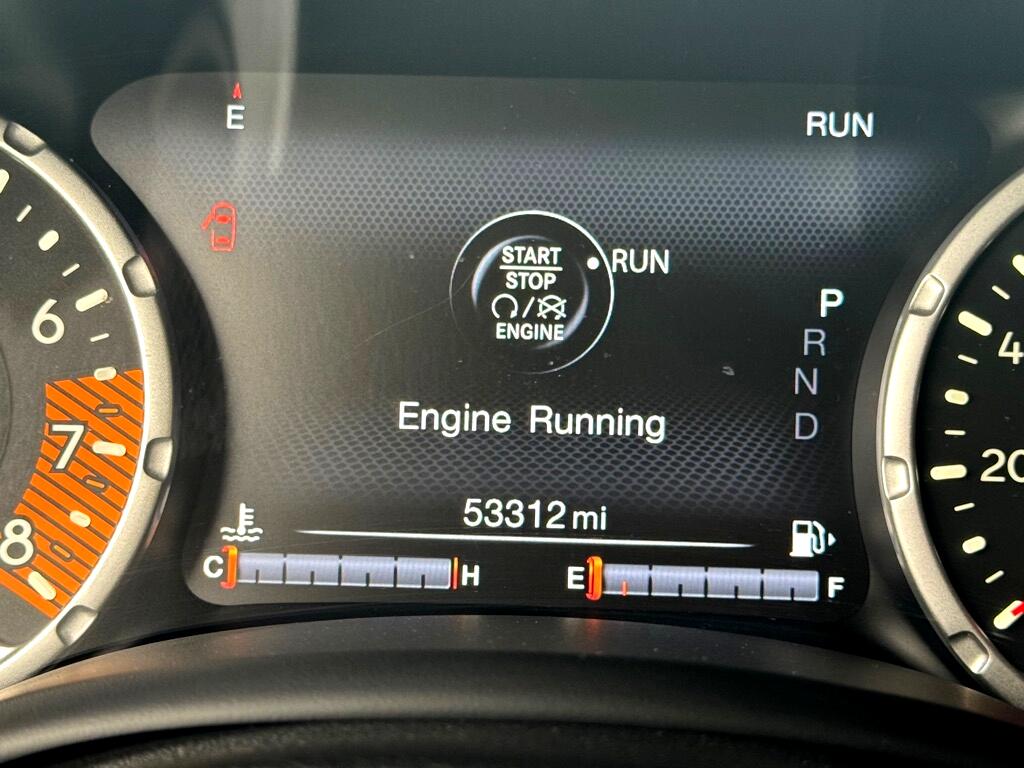 E
RUN
START
STOP
ENGINE
RUN
P
R
N
D
Engine Running
53312 mi
C
H
E
F
6
7
8
4
20